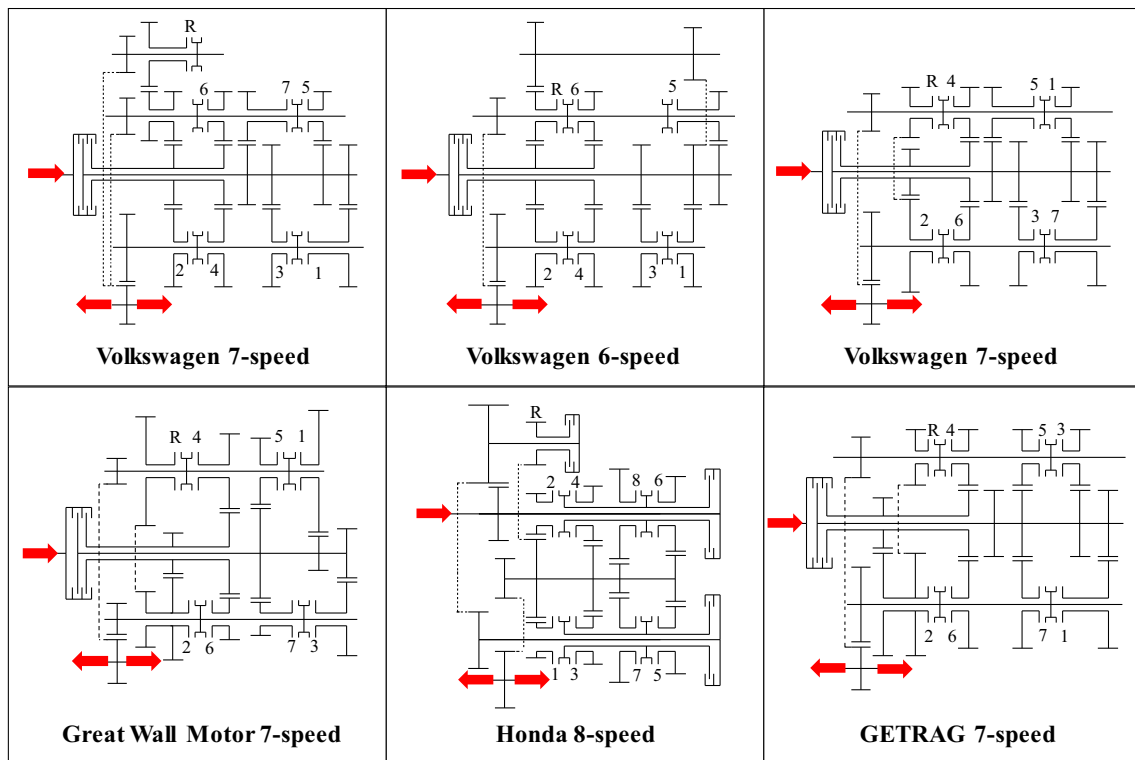 R
6
7 5
2 4
3 1
Volkswagen 7-speed
R 6
5
2 4
3 1
Volkswagen 6-speed
R 4
5 1
2 6
3 7
Volkswagen 7-speed
R 4
5 1
2 6
7 3
Great Wall Motor 7-speed
R
2 4
8 6
1 3
7 5
Honda 8-speed
R 4
5 3
2 6
7 1
GETRAG 7-speed